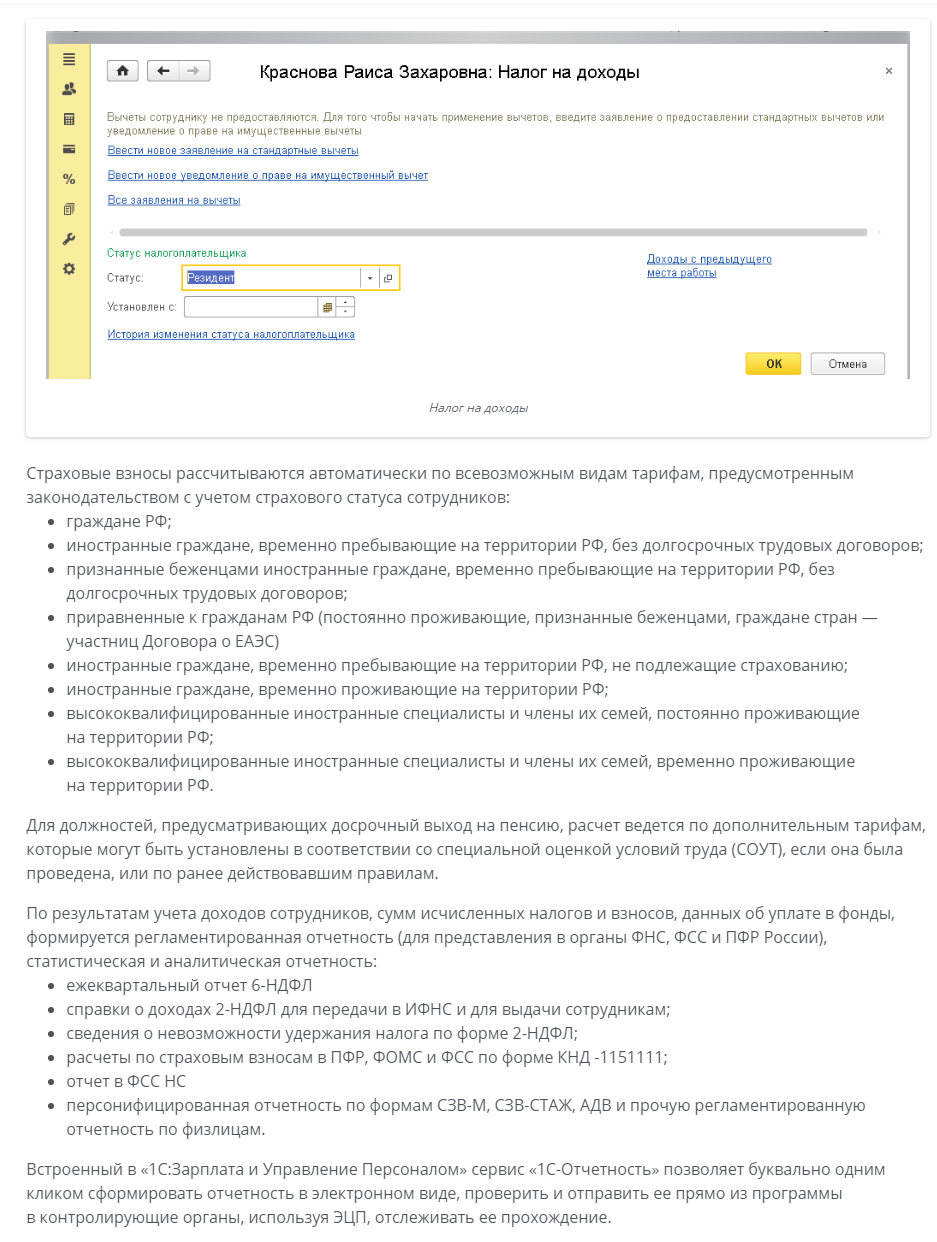 Краснова Раиса Захаровна: Налог на доходы
Вычеты сотруднику не предоставляются. Для того чтобы начать применение вычетов, введите заявление о предоставлении стандартных вычетов или
уведомление о праве на имущественные вычеты
Ввести новое заявление на стандартные вычеты
Ввести новое уведомление о праве на имущественный вычет
Все заявления на вычеты
Статус налогоплательщика
Доходы с предыдущего
места работы
Статус: Резидент
Установлен с:
История изменения статуса налогоплательщика
ОК Отмена
Налог на доходы
Страховые взносы рассчитываются автоматически по всевозможным видам тарифам, предусмотренным
законодательством с учетом страхового статуса сотрудников:
• граждане РФ;
• иностранные граждане, временно пребывающие на территории РФ, без долгосрочных трудовых договоров;
• признанные беженцами иностранные граждане, временно пребывающие на территории РФ, без
долгосрочных трудовых договоров;
• приравненные к гражданам РФ (постоянно проживающие, признанные беженцами, граждане стран —
участниц Договора о ЕАЭС)
• иностранные граждане, временно пребывающие на территории РФ, не подлежащие страхованию;
• иностранные граждане, временно проживающие на территории РФ;
• высококвалифицированные иностранные специалисты и члены их семей, постоянно проживающие
на территории РФ;
• высококвалифицированные иностранные специалисты и члены их семей, временно проживающие
на территории РФ.
Для должностей, предусматривающих досрочный выход на пенсию, расчет ведется по дополнительным тарифам,
которые могут быть установлены в соответствии со специальной оценкой условий труда (СОУТ), если она была
проведена, или по ранее действовавшим правилам.
По результатам учета доходов сотрудников, сумм исчисленных налогов и взносов, данных об уплате в фонды,
формируется регламентированная отчетность (для представления в органы ФНС, ФСС и ПФР России),
статистическая и аналитическая отчетность:
• ежеквартальный отчет 6-НДФЛ
• справки о доходах 2-НДФЛ для передачи в ИФНС и для выдачи сотрудникам;
• сведения о невозможности удержания налога по форме 2-НДФЛ;
• расчеты по страховым взносам в ПФР, ФОМС и ФСС по форме КНД -1151111;
• отчет в ФСС НС
• персонифицированная отчетность по формам СЗВ-М, СЗВ-СТАЖ, АДВ и прочую регламентированную
отчетность по физлицам.
Встроенный в «1С:Зарплата и Управление Персоналом» сервис «1С-Отчетность» позволяет буквально одним
кликом сформировать отчетность в электронном виде, проверить и отправить ее прямо из программы
в контролирующие органы, используя ЭЦП, отслеживать ее прохождение.